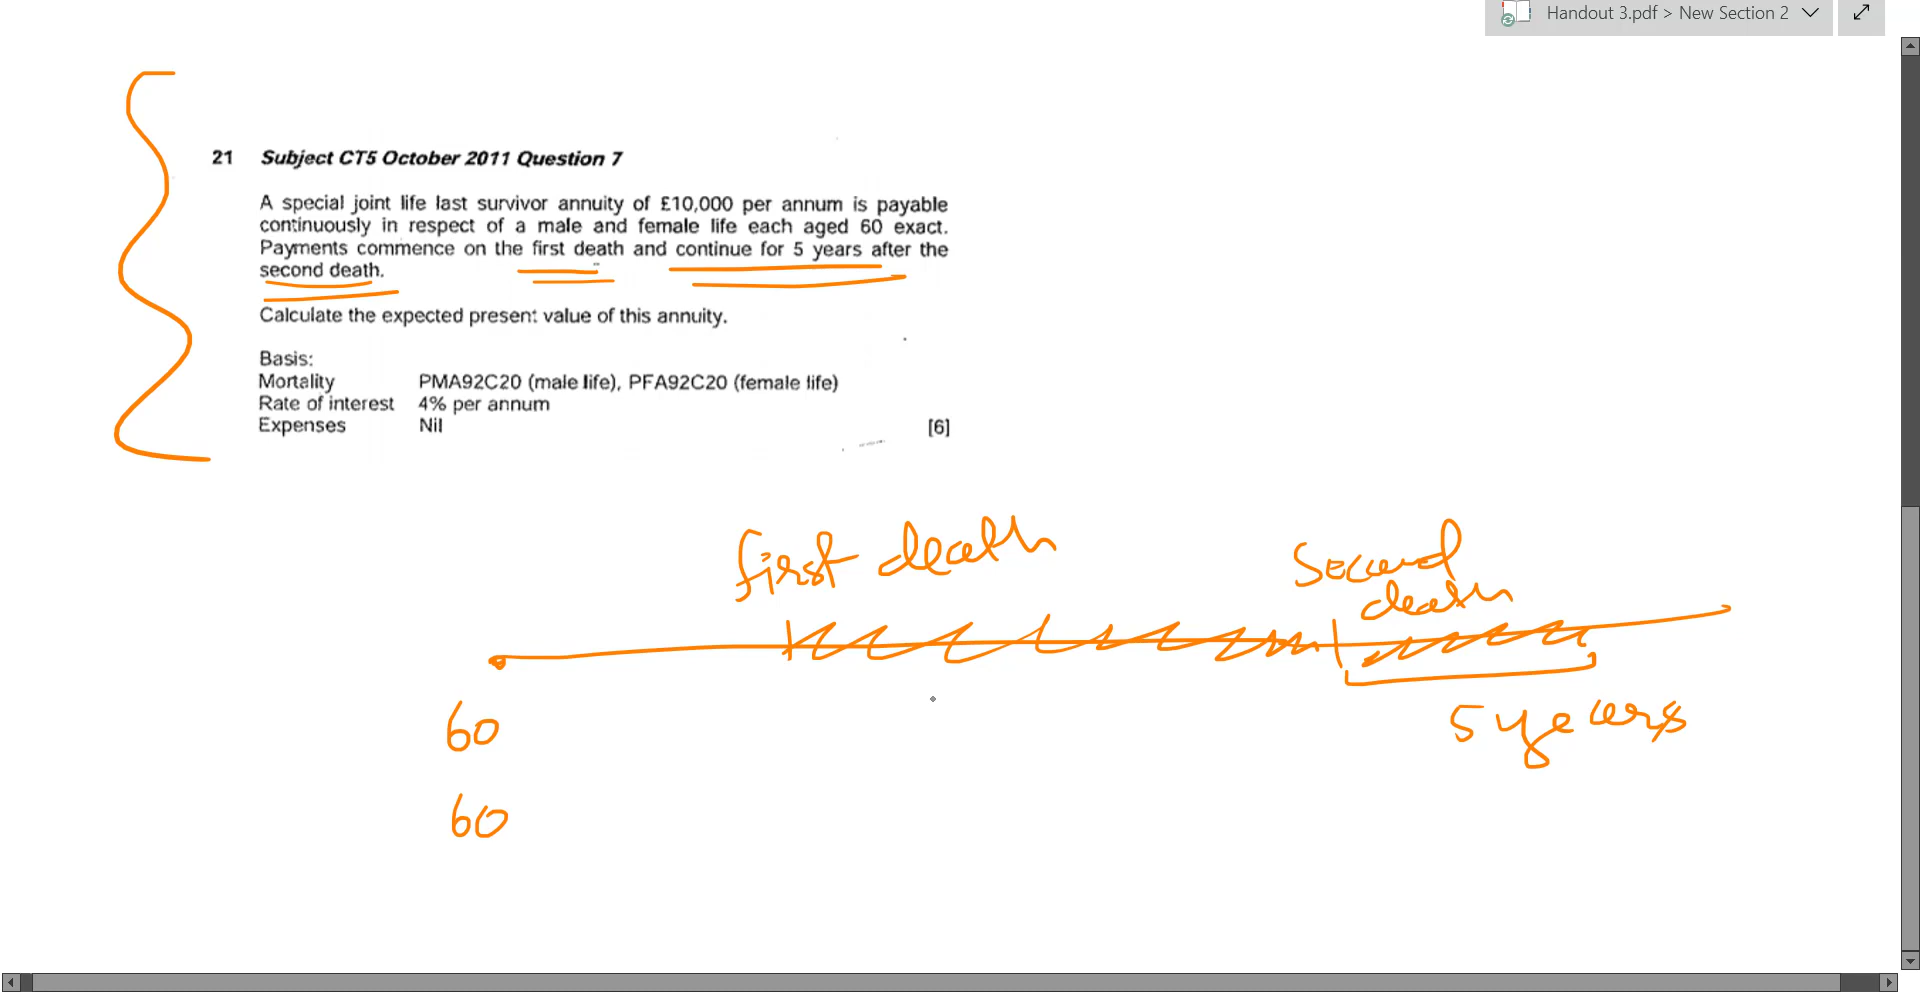 Handout 3.pdf > New Section 2
21 Subject CT5 October 2011 Question 7
A special joint life last survivor annuity of £10,000 per annum is payable
continuously in respect of a male and female life each aged 60 exact.
Payments commence on the first death and continue for 5 years after the
second death.
Calculate the expected present value of this annuity.
Basis:
Mortality PMA92C20 (male life), PFA92C20 (female life)
Rate of interest 4% per annum
Expenses Nil [6]
first death
Second
death
60
5 years
60